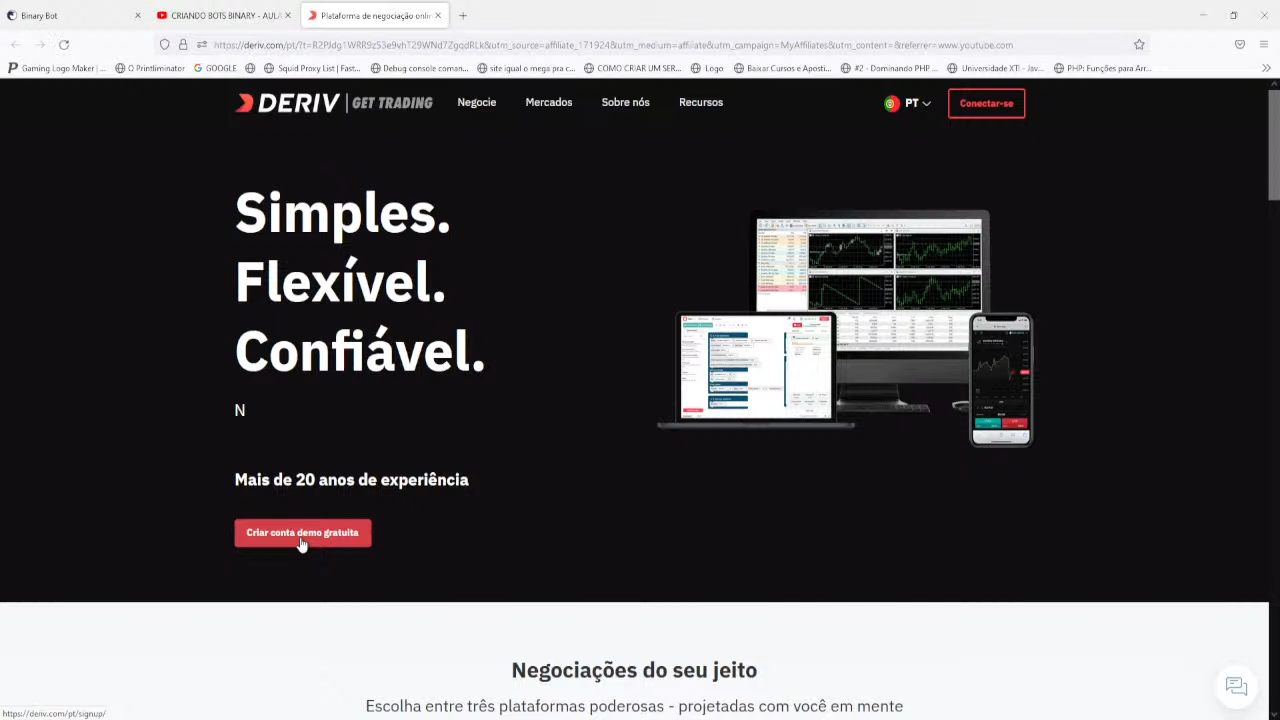 Binary Bot
CRIANDO BOTS BINARY - AULA
Plataforma de negociação onlin
https://deriv.com/pt/?t=R2PJdg1WRR9z53e9vhT29WNd7ZgqdRLk&utm_source=affiliate_171924&utm_medium=affiliate&utm_campaign=MyAffiliates&utm_content=&referrer=www.youtube.com
Gaming Logo Maker | ...
O Printliminator
GOOGLE
Squid Proxy List | Fast...
Debug console coman...
site igual o mega pra c...
COMO CRIAR UM SER...
Logo
Baixar Cursos e Aposti...
#2 - Dominando PHP ...
Universidade XTI - Jav...
PHP: Funções para Arr...
DERIV | GET TRADING
Negocie
Mercados
Sobre nós
Recursos
PT
Conectar-se
Simples.
Flexível.
Confiável
N
Mais de 20 anos de experiência
Criar conta demo gratuita
Negociações do seu jeito
Escolha entre três plataformas poderosas - projetadas com você em mente
https://deriv.com/pt/signup/